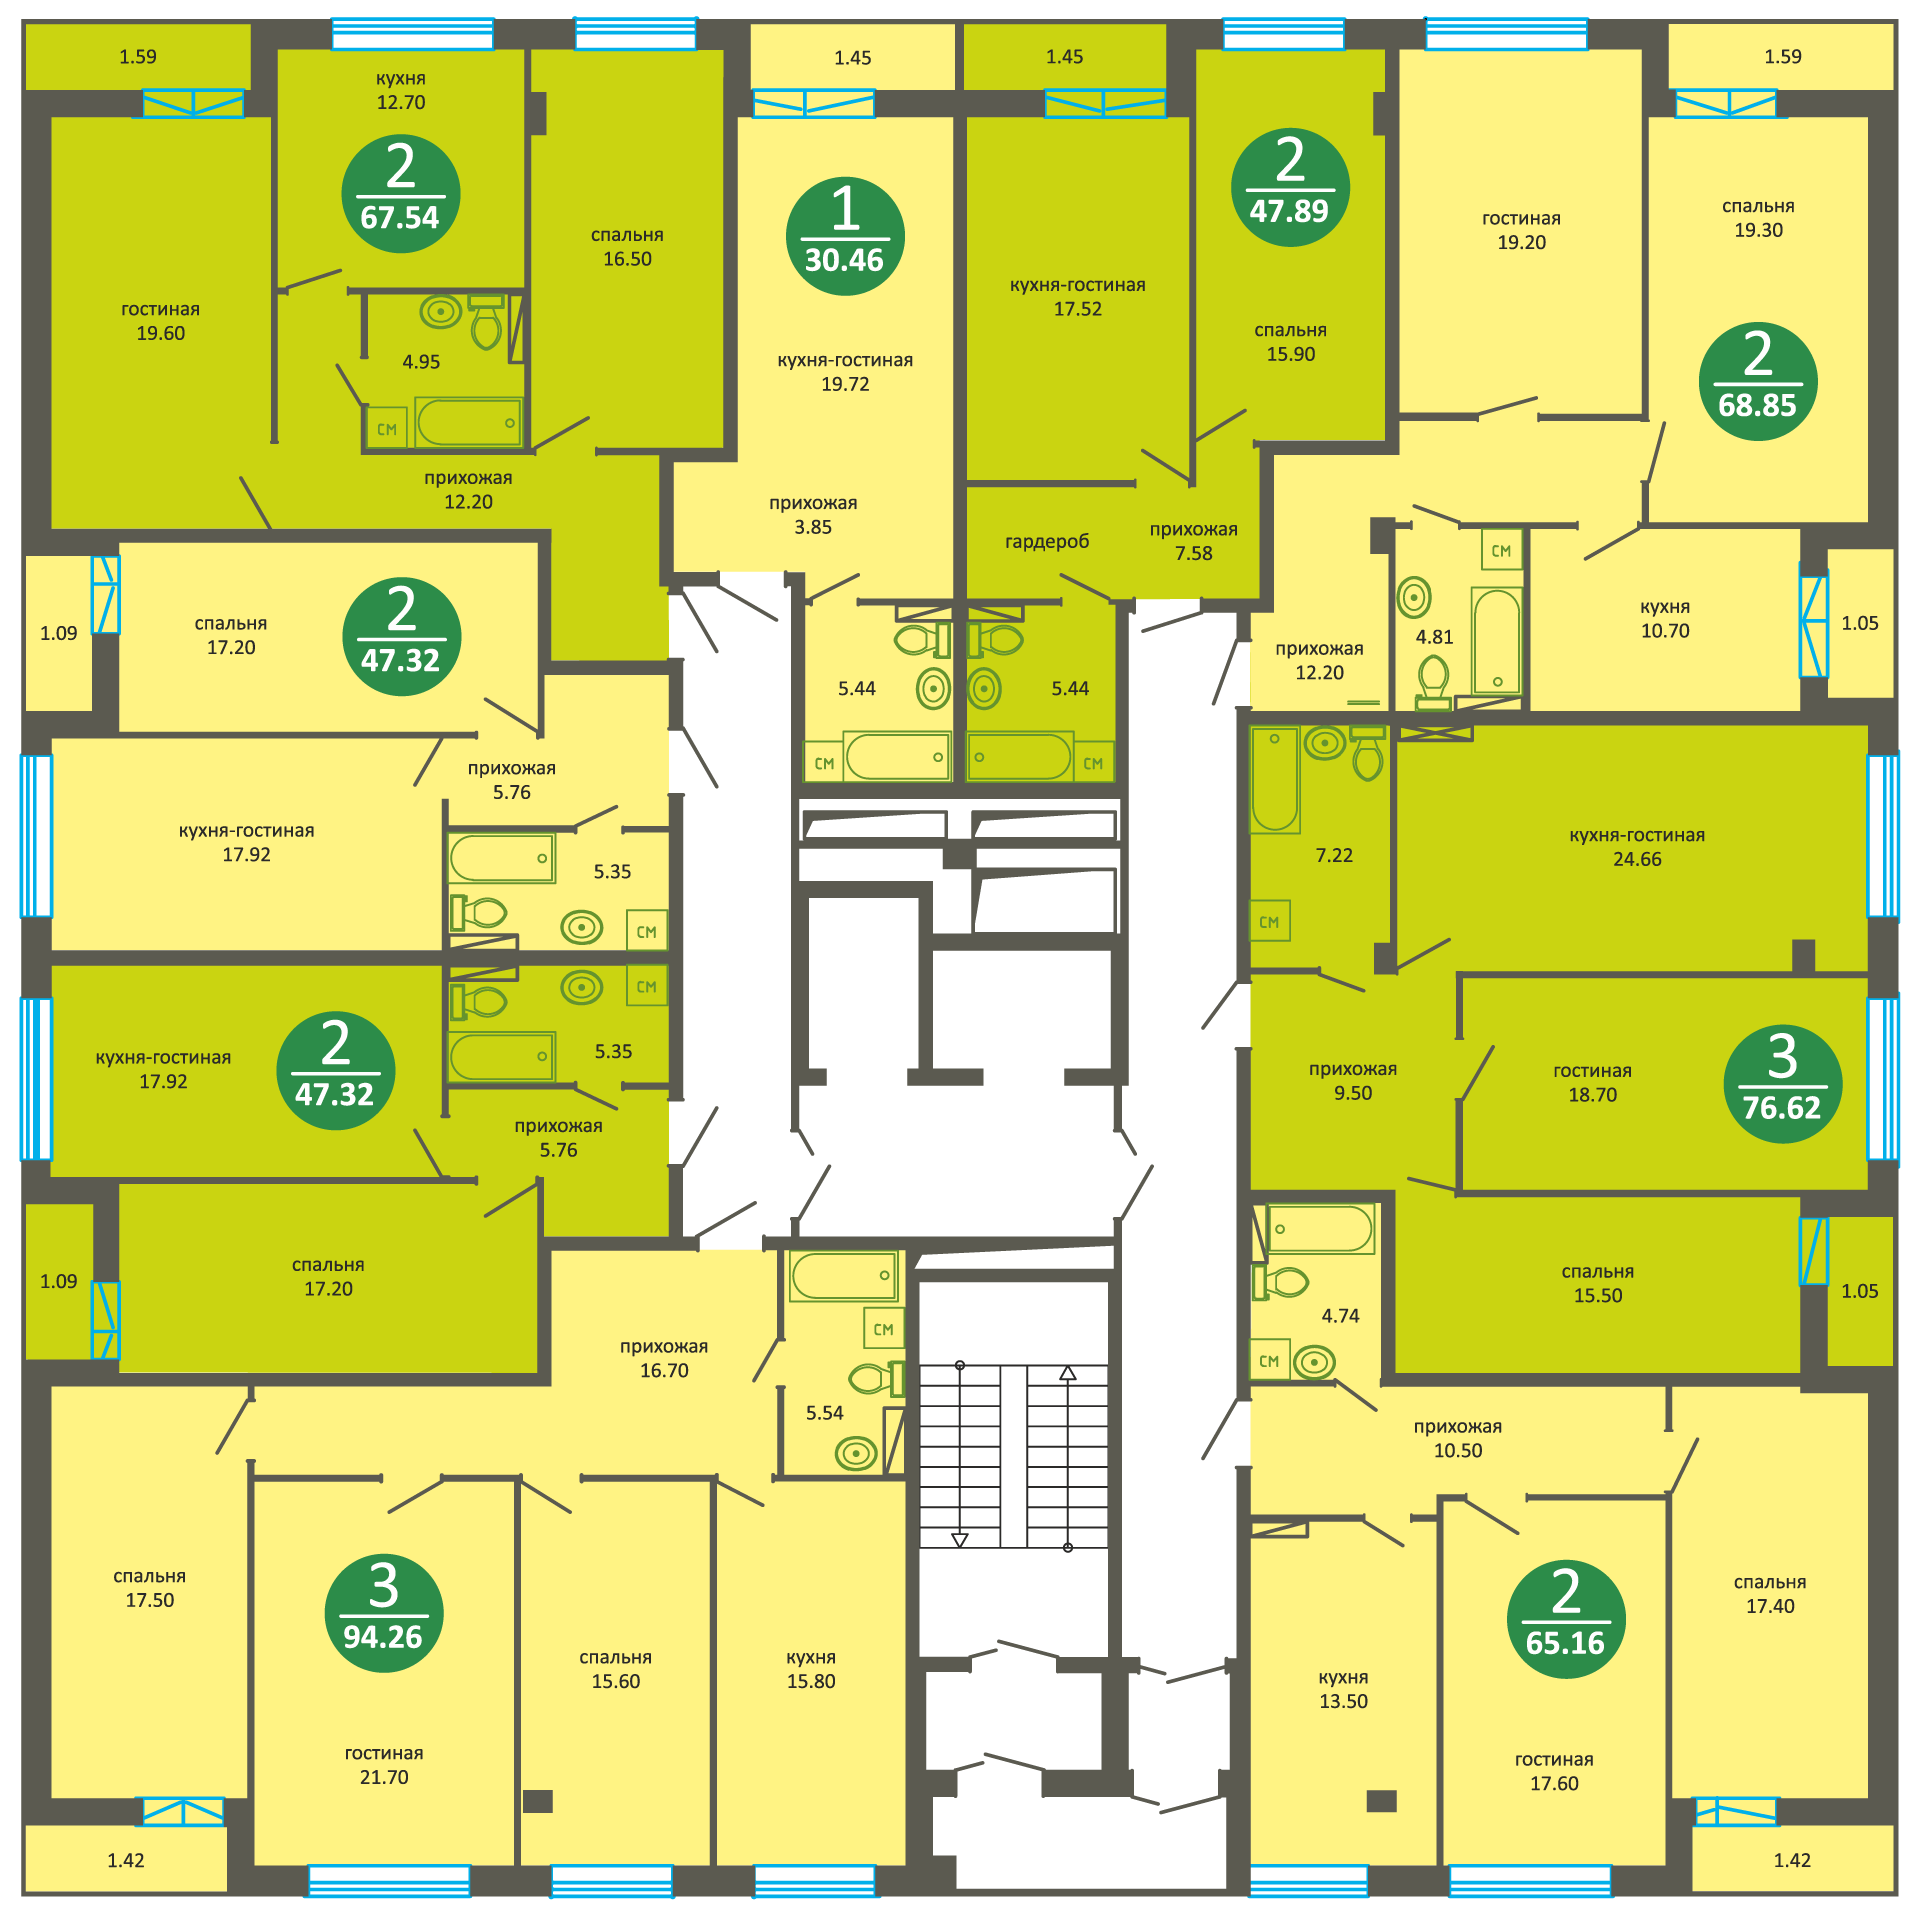 1.59
кухня
12.70
2
67.54
гостиная
19.60
4.95
СМ
спальня
16.50
прихожая
12.20
1.45
1
30.46
кухня-гостиная
19.72
прихожая
3.85
5.44
СМ
1.45
2
47.89
кухня-гостиная
17.52
спальня
15.90
гардероб
прихожая
7.58
5.44
СМ
1.59
гостиная
19.20
спальня
19.30
2
68.85
СМ
4.81
кухня
10.70
1.05
прихожая
12.20
1.09
спальня
17.20
2
47.32
прихожая
5.76
кухня-гостиная
17.92
5.35
СМ
7.22
СМ
кухня-гостиная
24.66
прихожая
9.50
гостиная
18.70
3
76.62
спальня
15.50
1.05
кухня-гостиная
17.92
2
47.32
СМ
5.35
прихожая
5.76
1.09
спальня
17.20
прихожая
16.70
СМ
5.54
спальня
17.50
3
94.26
гостиная
21.70
спальня
15.60
кухня
15.80
1.42
4.74
СМ
прихожая
10.50
2
65.16
спальня
17.40
кухня
13.50
гостиная
17.60
1.42